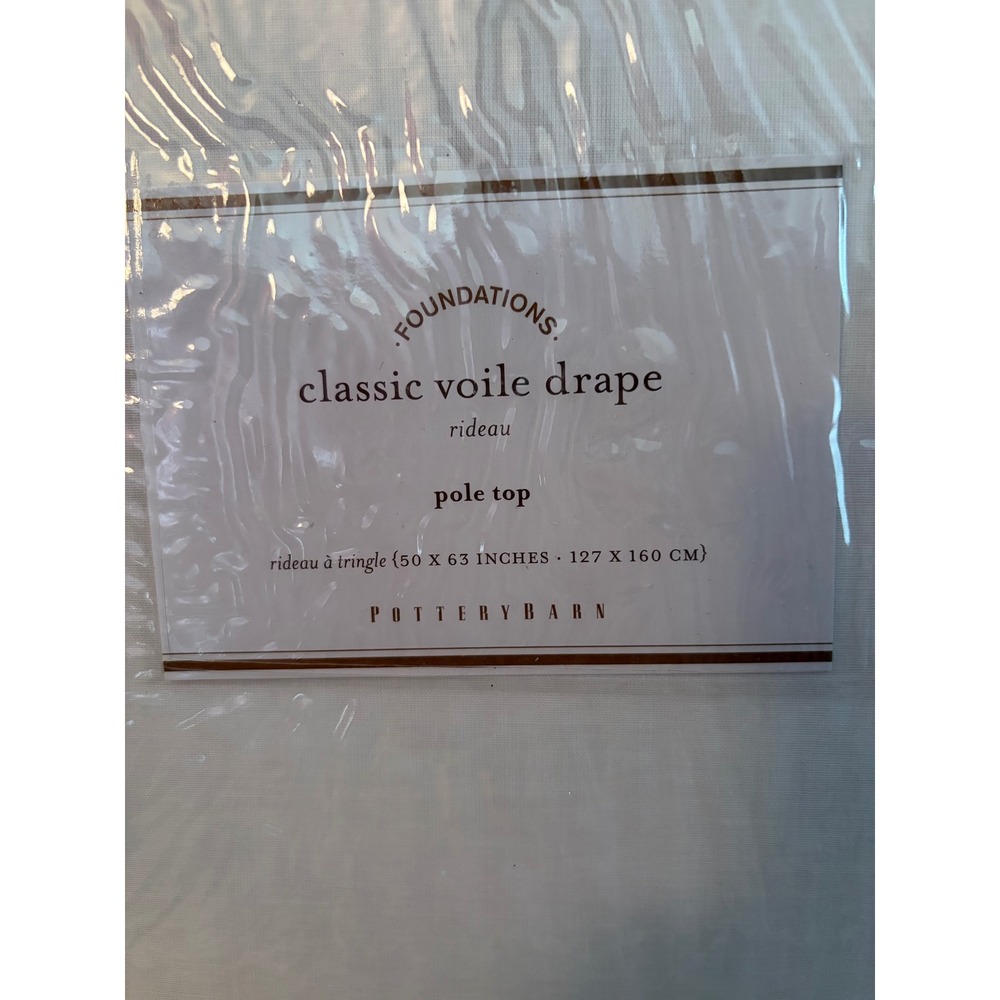 ·FOUNDATIONS·
classic voile drape
rideau
pole top
rideau à tringle {50 X 63 INCHES · 127 X 160 CM}
POTTERYBARN